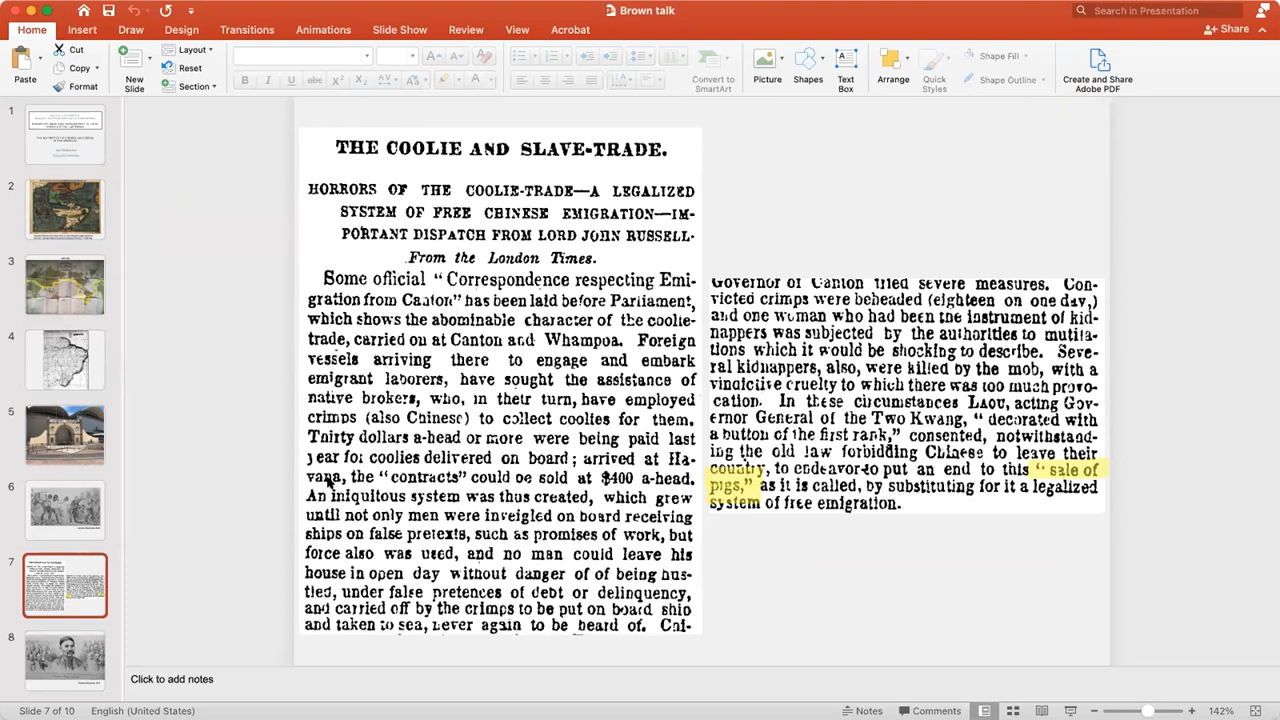 Brown talk
Search in Presentation
Home Insert Draw Design Transitions Animations Slide Show Review View Acrobat
Share
Paste
Cut
Copy
Format
New Slide
Layout
Reset
Section
Convert to SmartArt
Picture
Shapes
Text Box
Arrange
Quick Styles
Shape Fill
Shape Outline
Create and Share Adobe PDF
1
2
3
4
5
6
7
8
THE COOLIE AND SLAVE-TRADE.
HORRORS OF THE COOLIE-TRADE—A LEGALIZED
SYSTEM OF FREE CHINESE EMIGRATION—IM-
PORTANT DISPATCH FROM LORD JOHN RUSSELL.
From the London Times.
Some official "Correspondence respecting Emi-
gration from Canton" has been laid before Parliament,
which shows the abominable character of the coolie-
trade, carried on at Canton and Whampoa. Foreign
vessels arriving there to engage and embark
emigrant laborers, have sought the assistance of
native brokers, who, in their turn, have employed
crimps (also Chinese) to collect coolies for them.
Thirty dollars a-head or more were being paid last
year for coolies delivered on board; arrived at Ha-
vana, the "contracts" could be sold at $400 a-head.
An iniquitous system was thus created, which grew
until not only men were inveigled on board receiving
ships on false pretexts, such as promises of work, but
force also was used, and no man could leave his
house in open day without danger of of being hus-
tled, under false pretences of debt or delinquency,
and carried off by the crimps to be put on board ship
and taken to sea, never again to be heard of.
Governor of Canton tried severe measures. Con-
victed crimps were beheaded (eighteen on one day,)
and one woman who had been the instrument of kid-
nappers was subjected by the authorities to mutila-
tions which it would be shocking to describe. Seve-
ral kidnappers, also, were killed by the mob, with a
vindictive cruelty to which there was too much provo-
cation. In these circumstances LAOU, acting Gov-
ernor General of the Two Kwang, "decorated with
a button of the first rank," consented, notwithstand-
ing the old law forbidding Chinese to leave their
country, to endeavor to put an end to this "sale of
pigs," as it is called, by substituting for it a legalized
system of free emigration.
Click to add notes
Slide 7 of 10 English (United States)
Notes Comments 142%